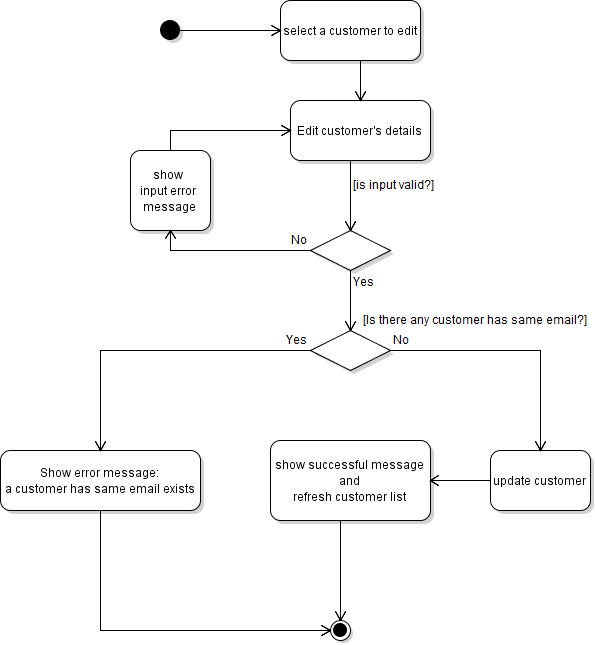 select a customer to edit
Edit customer's details
show
input error
message
[is input valid?]
No
Yes
[Is there any customer has same email?]
Yes
No
Show error message:
a customer has same email exists
show successful message
and
refresh customer list
update customer